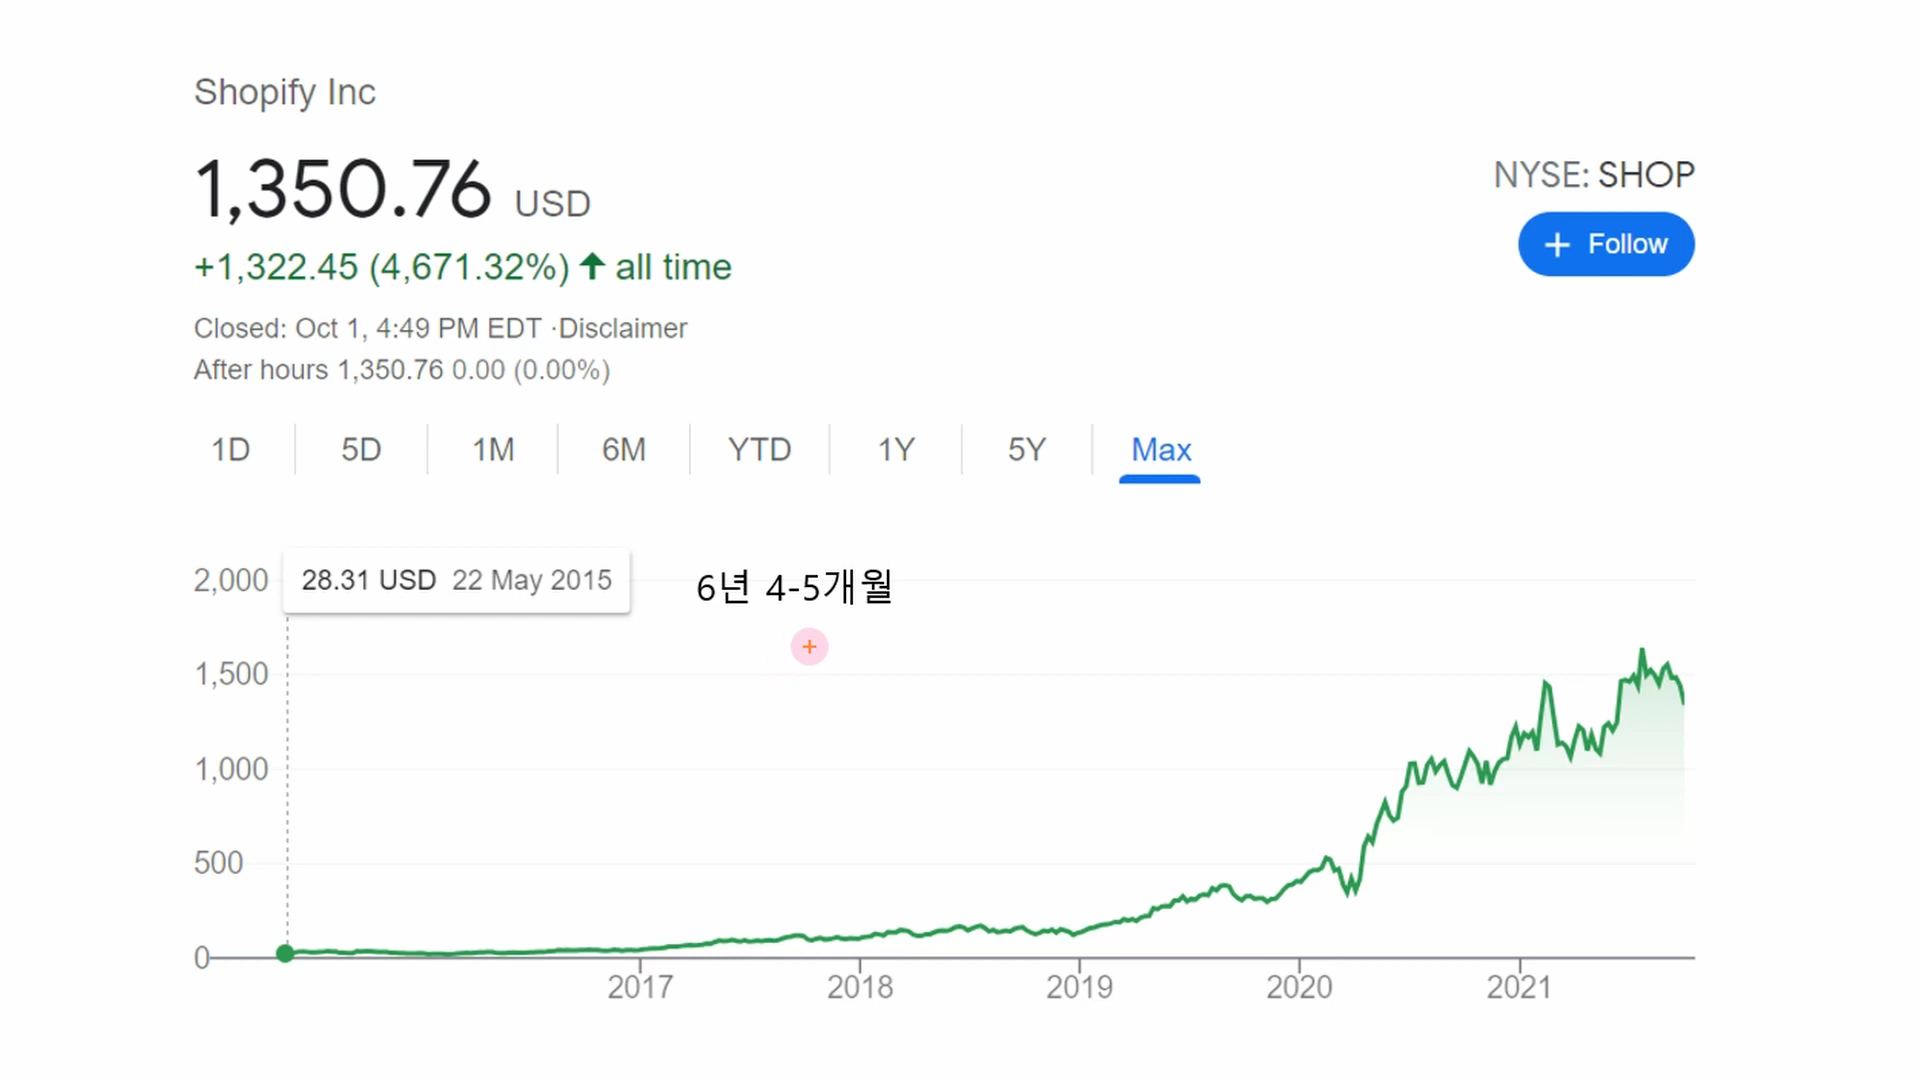 Shopify Inc
1,350.76 USD
NYSE: SHOP
+ Follow
+1,322.45 (4,671.32%) ↑ all time
Closed: Oct 1, 4:49 PM EDT ·Disclaimer
After hours 1,350.76 0.00 (0.00%)
1D 5D 1M 6M YTD 1Y 5Y Max
28.31 USD 22 May 2015
6년 4-5개월
2,000
1,500
1,000
500
0
2017 2018 2019 2020 2021